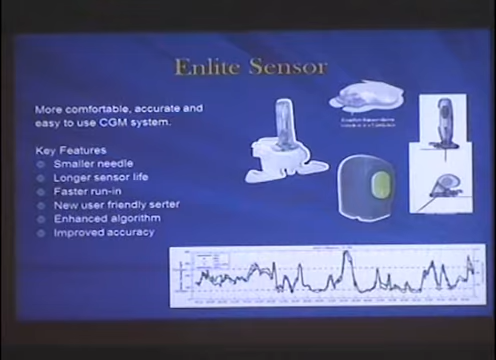 Enlite Sensor
More comfortable, accurate and
easy to use CGM system.
Key Features
Smaller needle
Longer sensor life
Faster run-in
New user friendly serter
Enhanced algorithm
Improved accuracy